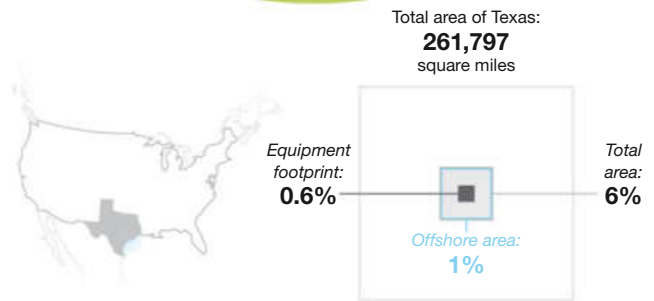 Total area of Texas:
261,797
square miles
Equipment
footprint:
0.6%
Total
area:
6%
Offshore area:
1%